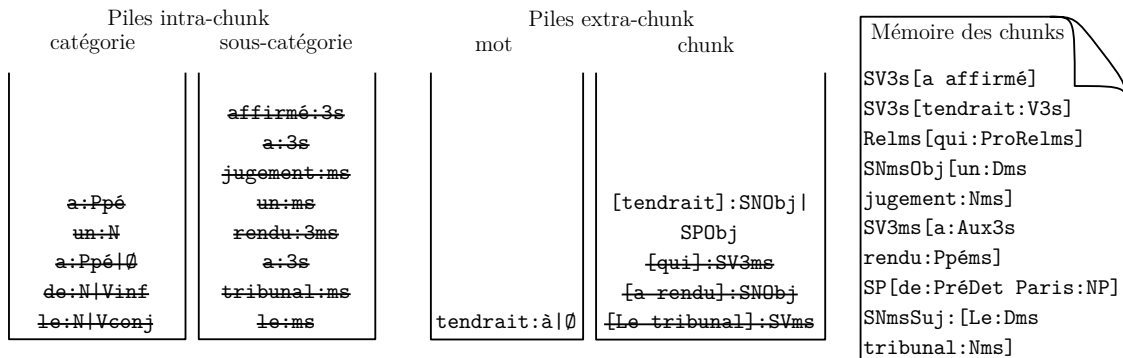 Piles intra-chunk
catégorie
sous-catégorie
a:Ppé
un:N
a:Ppé|Ø
de:N|Vinf
le:N|Vconj
affirmé:3s
a:3s
jugement:ms
un:ms
rendu:3ms
a:3s
tribunal:ms
le:ms
Piles extra-chunk
mot
chunk
tendrait:à|Ø
[tendrait]:SNObj|
SPObj
[qui]:SV3ms
[a rendu]:SNObj
[Le tribunal]:SVms
Mémoire des chunks
SV3s[a affirmé]
SV3s[tendrait:V3s]
Relms[qui:ProRelms]
SNmsObj[un:Dms
jugement:Nms]
SV3ms[a:Aux3s
rendu:Ppéms]
SP[de:PréDet Paris:NP]
SNmsSuj:[Le:Dms
tribunal:Nms]